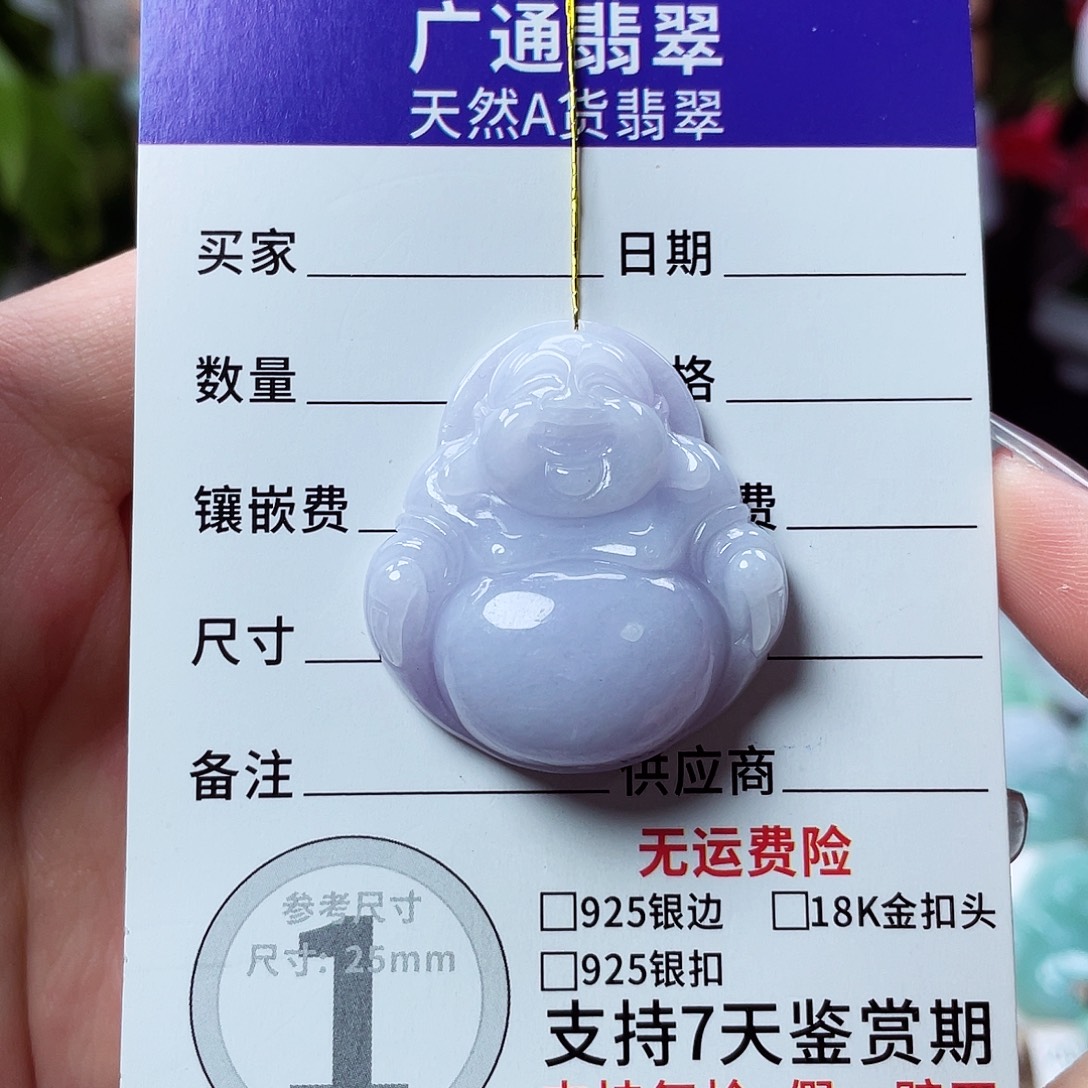 广通翡翠
天然A货翡翠
买家 日期
数量 格
镶嵌费 费
尺寸
备注 供应商
无运费险
参考尺寸
925银边 18K金扣头
尺寸: 25mm
925银扣
1
支持7天鉴赏期